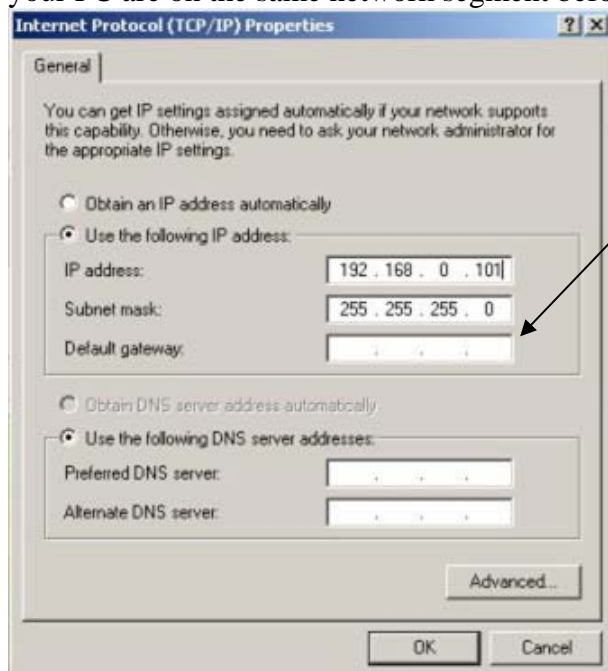 your PC are on the same network segment before
Internet Protocol (TCP/IP) Properties
General
You can get IP settings assigned automatically if your network supports
this capability. Otherwise, you need to ask your network administrator for
the appropriate IP settings.
Obtain an IP address automatically
Use the following IP address:
IP address: 192 . 168 . 0 . 101
Subnet mask: 255 . 255 . 255 . 0
Default gateway: . . .
Obtain DNS server address automatically
Use the following DNS server addresses:
Preferred DNS server: . . .
Alternate DNS server: . . .
Advanced...
OK Cancel